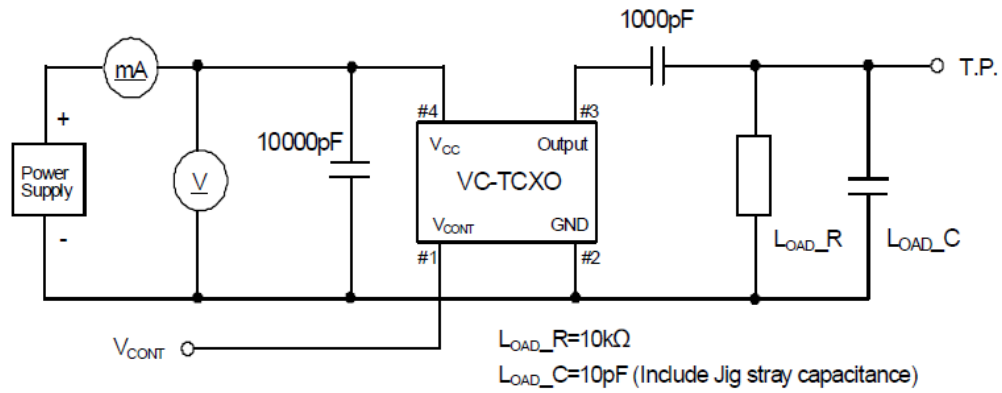 1000pF
mA
T.P.
#4
#3
+
10000pF
VCC
Output
Power
Supply
V
VC-TCXO
-
VCONT
GND
#1
#2
LOAD_R
LOAD_C
VCONT
LOAD_R=10kΩ
LOAD_C=10pF (Include Jig stray capacitance)